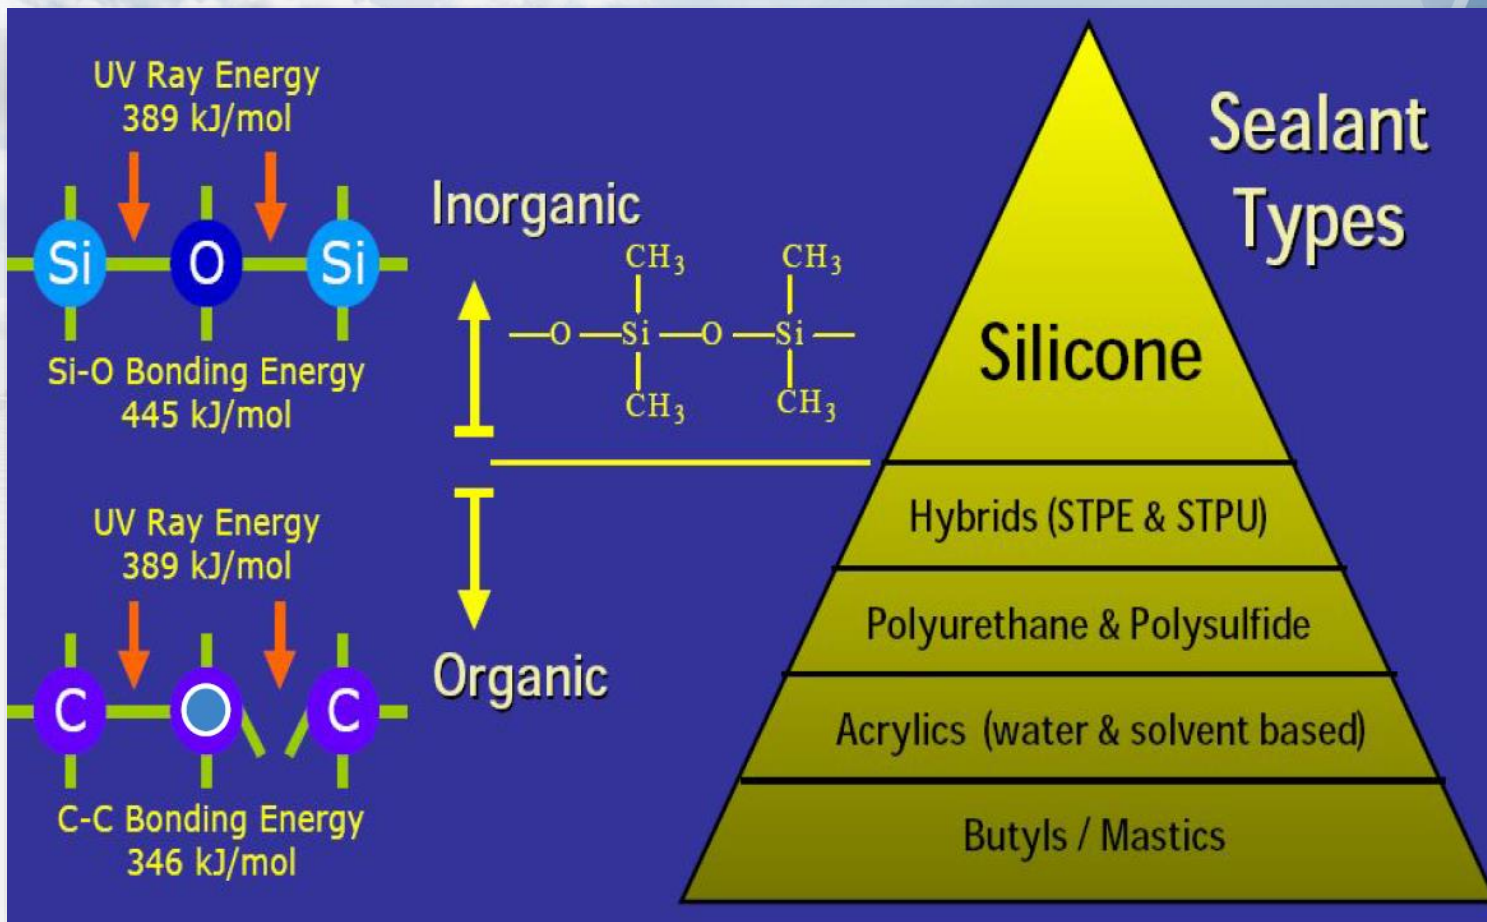 UV Ray Energy
389 kJ/mol
Si O Si
Si-O Bonding Energy
445 kJ/mol
UV Ray Energy
389 kJ/mol
C O C
C-C Bonding Energy
346 kJ/mol
Inorganic
CH3 CH3
—O—Si—O—Si—
CH3 CH3
Organic
Sealant
Types
Silicone
Hybrids (STPE & STPU)
Polyurethane & Polysulfide
Acrylics (water & solvent based)
Butyls / Mastics